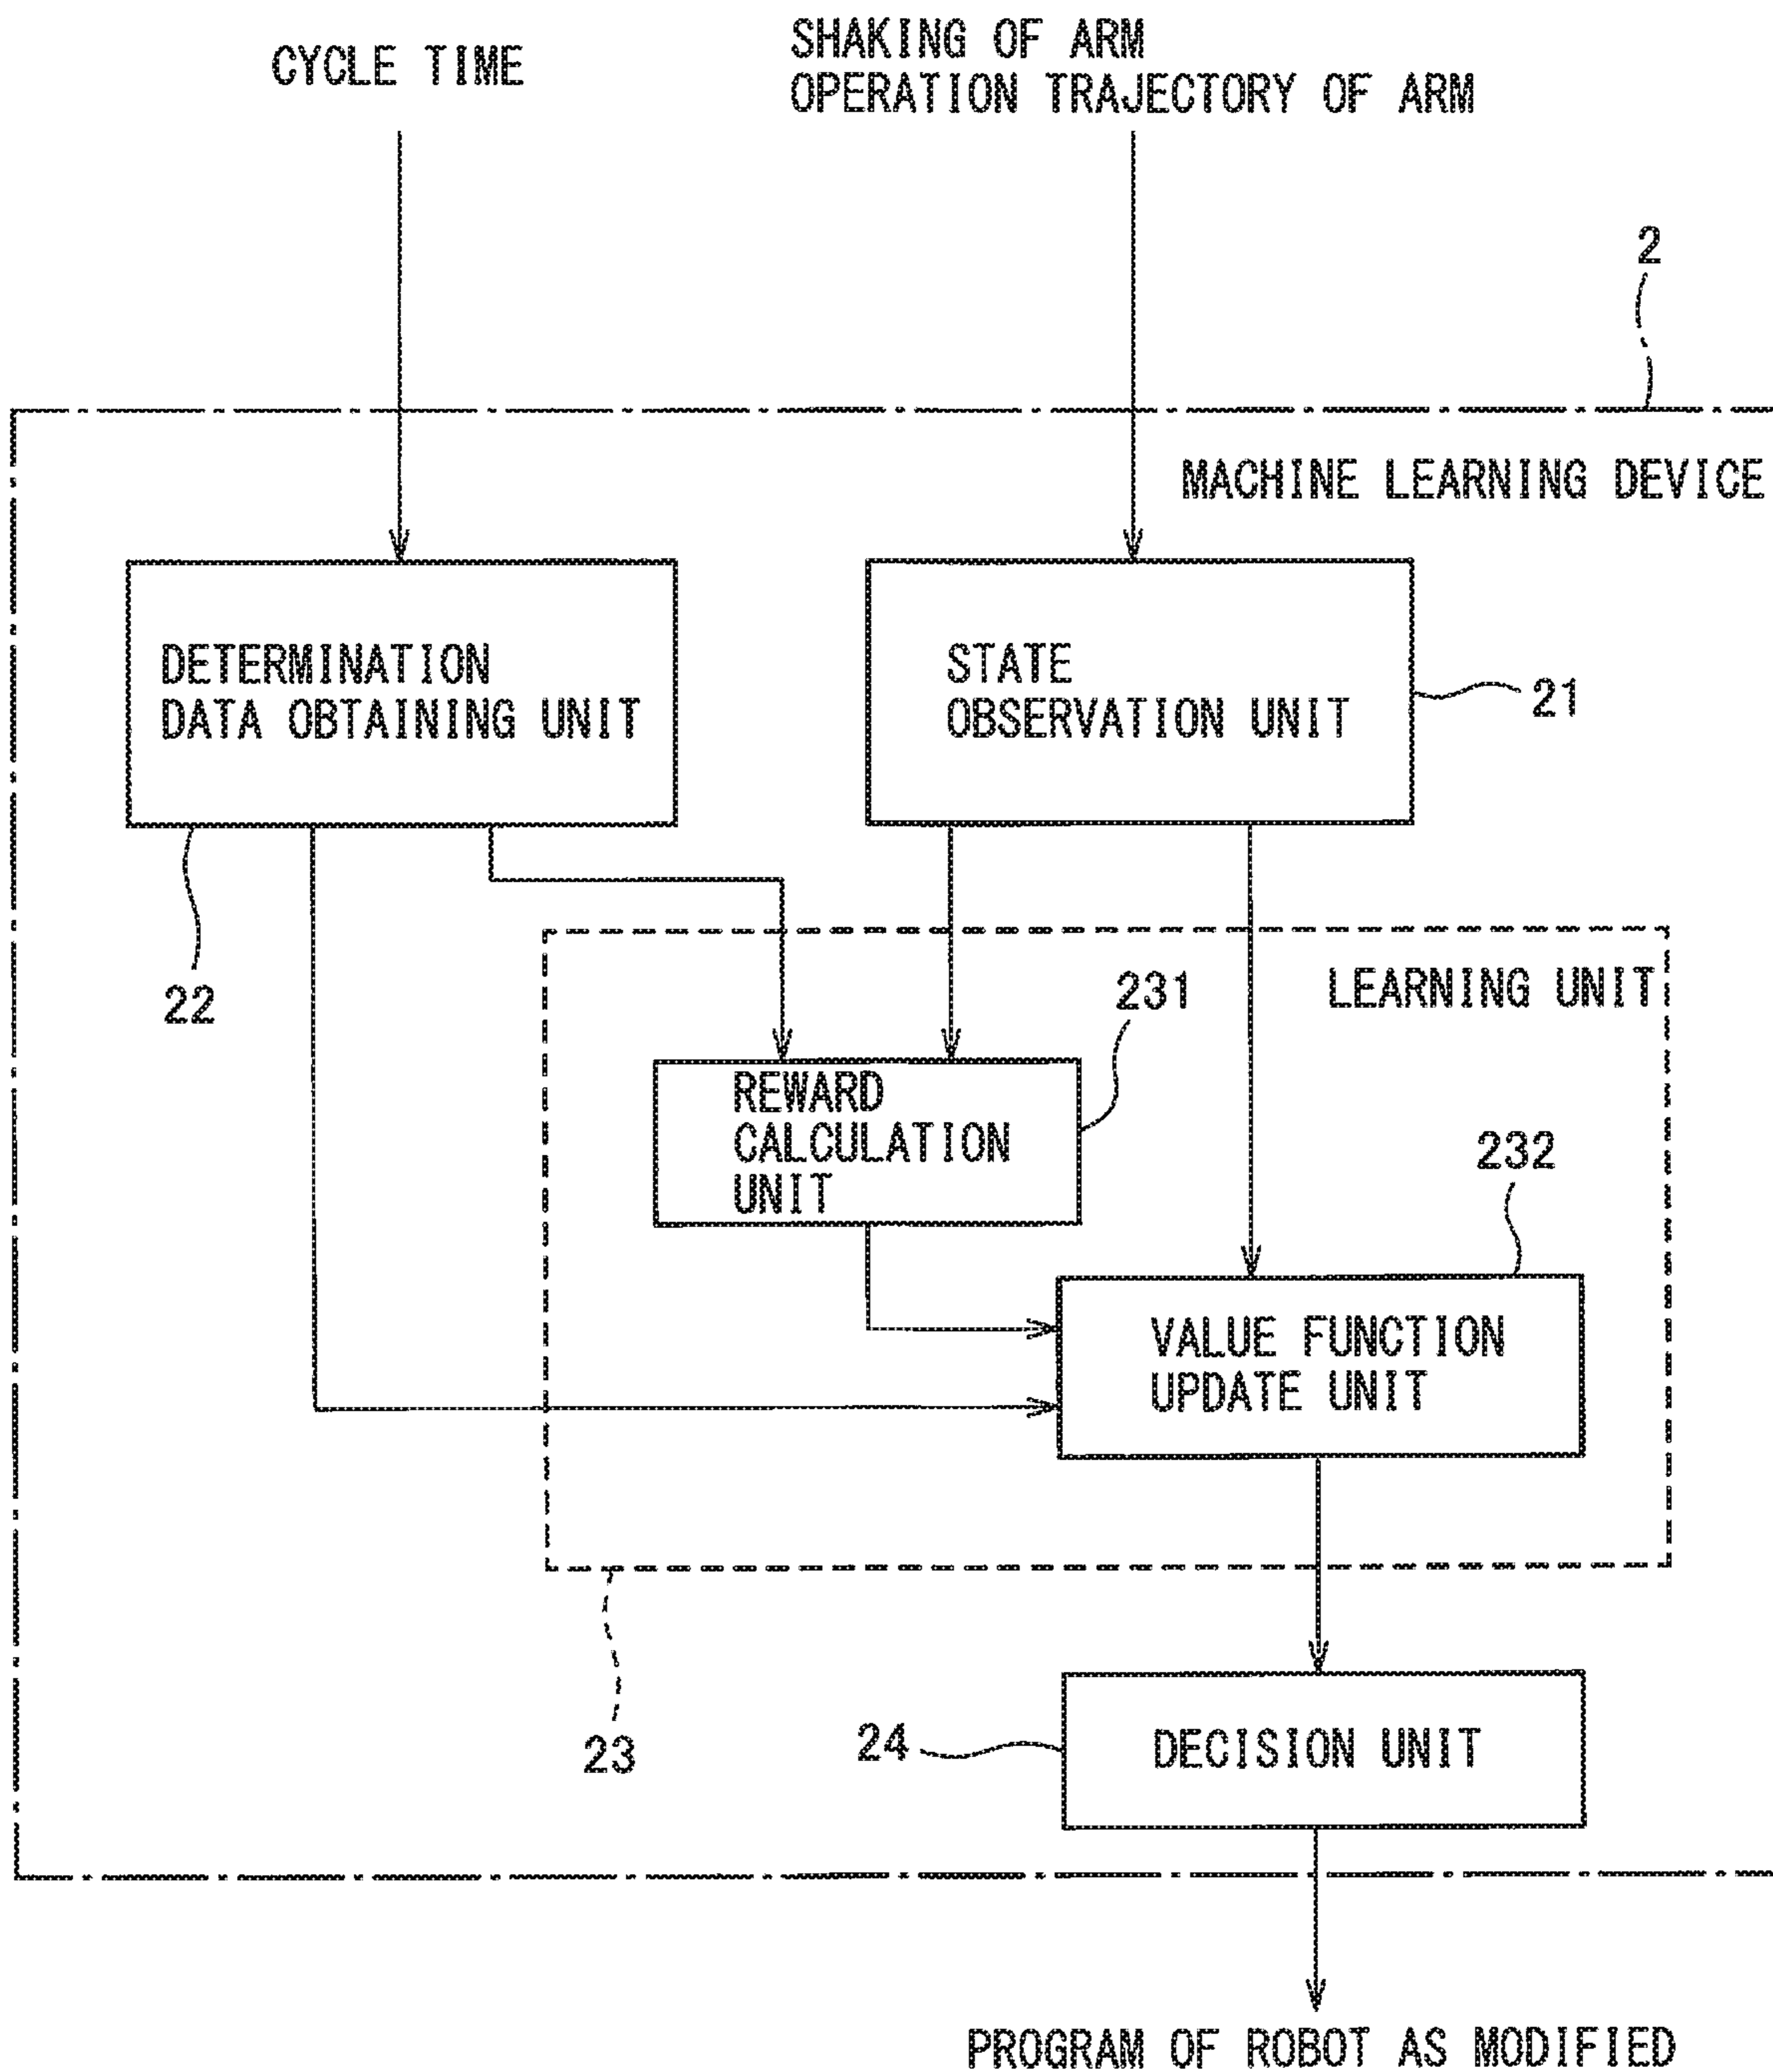 CYCLE TIME
SHAKING OF ARM
OPERATION TRAJECTORY OF ARM
2
MACHINE LEARNING DEVICE
DETERMINATION
DATA OBTAINING UNIT
STATE
OBSERVATION UNIT
21
22
LEARNING UNIT
231
REWARD
CALCULATION
UNIT
232
VALUE FUNCTION
UPDATE UNIT
23
24
DECISION UNIT
PROGRAM OF ROBOT AS MODIFIED